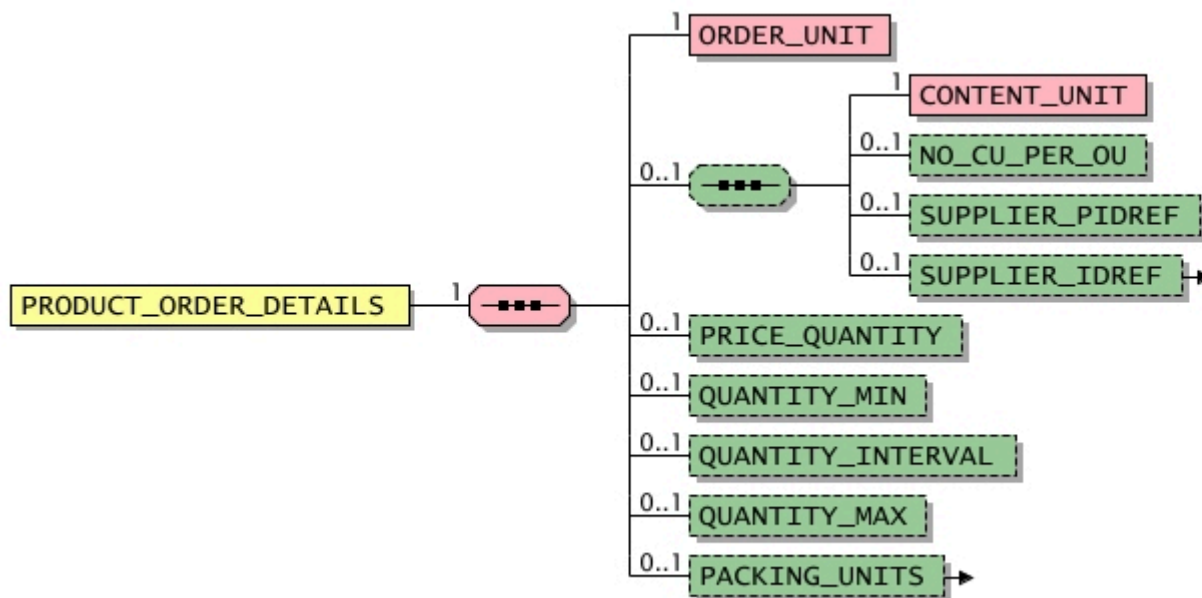 1 ORDER_UNIT
1 CONTENT_UNIT
0..1 NO_CU_PER_OU
0..1
0..1 SUPPLIER_PIDREF
0..1 SUPPLIER_IDREF
PRODUCT_ORDER_DETAILS 1
0..1 PRICE_QUANTITY
0..1 QUANTITY_MIN
0..1 QUANTITY_INTERVAL
0..1 QUANTITY_MAX
0..1 PACKING_UNITS